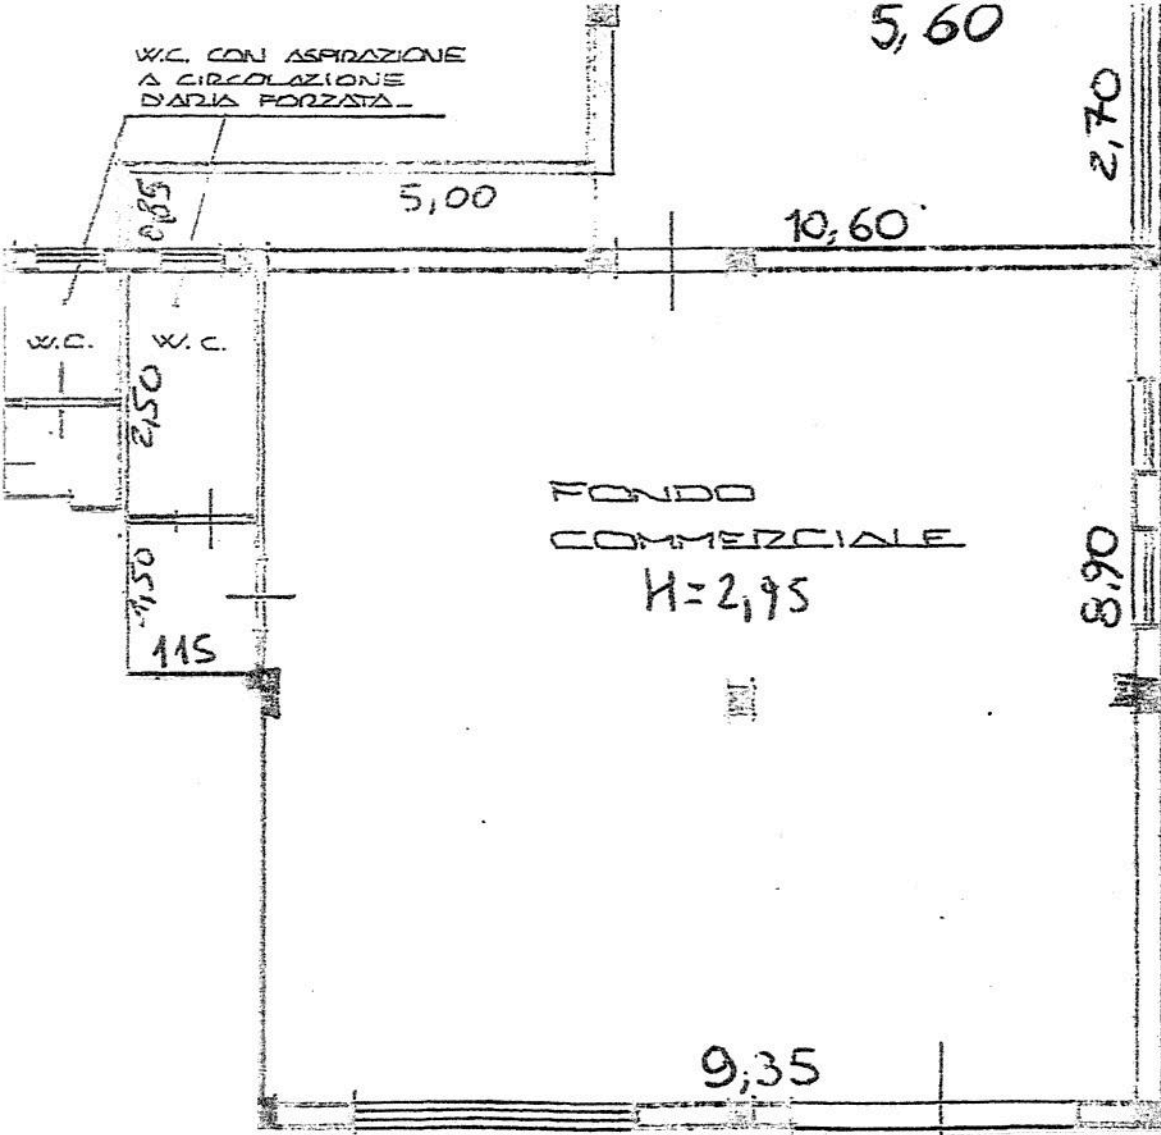 5,60
W.C. CON ASPIRAZIONE
A CIRCOLAZIONE
D'ARIA FORZATA_
2,70
0,85
5,00
10,60
W.C.
W.C.
2,50
FONDO
COMMERCIALE
H=2,95
8,90
1,50
115
9,35